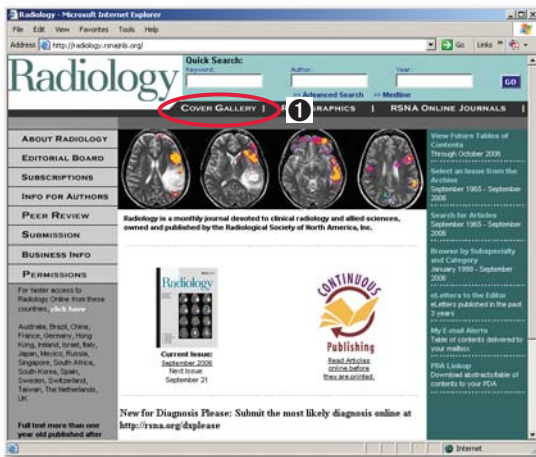 Radiology - Microsoft Internet Explorer
File Edit View Favorites Tools Help
Address http://radiology.rsnajnls.org/ Go Links »
Radiology
Quick Search:
Keyword: Author: Year:
GO
>> Advanced Search >> Medline
COVER GALLERY | 1 GRAPHICS | RSNA ONLINE JOURNALS |
ABOUT RADIOLOGY
EDITORIAL BOARD
SUBSCRIPTIONS
INFO FOR AUTHORS
PEER REVIEW
SUBMISSION
BUSINESS INFO
PERMISSIONS
For faster access to
Radiology Online from these
countries, click here
Australia, Brazil, China,
France, Germany, Hong
Kong, Ireland, Israel, Italy,
Japan, Mexico, Russia,
Singapore, South Africa,
South Korea, Spain,
Sweden, Switzerland,
Taiwan, The Netherlands,
UK.
Full text more than one
year old published after
Radiology is a monthly journal devoted to clinical radiology and allied sciences,
owned and published by the Radiological Society of North America, Inc.
Radiology
Current Issue:
September 2006
Next Issue
September 21
CONTINUOUS
Publishing
Read Articles
online before
they are printed.
New for Diagnosis Please: Submit the most likely diagnosis online at
http://rsna.org/dxplease
View Future Tables of
Contents
Through October 2006
Select an Issue from the
Archive
September 1965 - September
2006
Search for Articles
September 1965 - September
2006
Browse by Subspecialty
and Category
January 1999 - September
2006
eLetters to the Editor
eLetters published in the past
3 years
My E-mail Alerts
Table of contents delivered to
your mailbox
PDA Linkup
Download abstracts/table of
contents to your PDA
Internet